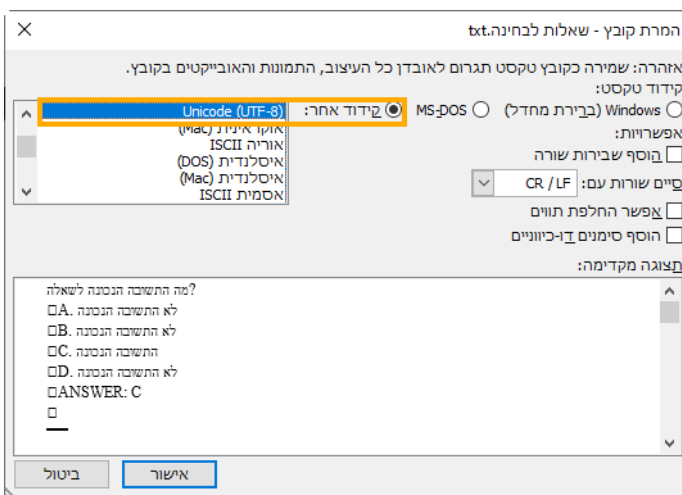 המרת קובץ - שאלות לבחינה.txt
אזהרה: שמירה כקובץ טקסט תגרום לאובדן כל העיצוב, התמונות והאובייקטים בקובץ.
קידוד טקסט:
Windows (ברירת מחדל) MS-DOS קידוד אחר: Unicode (UTF-8)
אוקראינית (Mac)
אוריה ISCII
איסלנדית (DOS)
איסלנדית (Mac)
אסמית ISCII
אפשרויות:
הוסף שבירות שורה
סיים שורות עם: CR / LF
אפשר החלפת תווים
הוסף סימנים דו-כיווניים
תצוגה מקדימה:
מה התשובה הנכונה לשאלה?
A. לא התשובה הנכונה
B. לא התשובה הנכונה
C. התשובה הנכונה
D. לא התשובה הנכונה
ANSWER: C
אישור ביטול